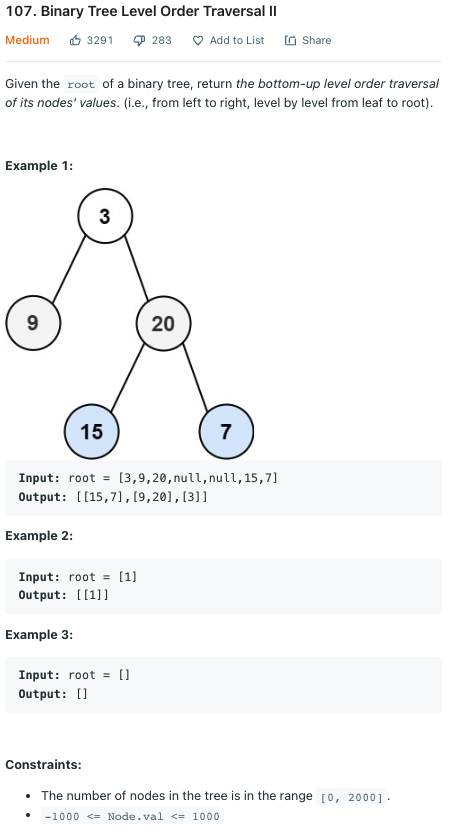 107. Binary Tree Level Order Traversal II
Medium 3291 283 Add to List Share
Given the root of a binary tree, return the bottom-up level order traversal
of its nodes' values. (i.e., from left to right, level by level from leaf to root).
Example 1:
3
9 20
15 7
Input: root = [3,9,20,null,null,15,7]
Output: [[15,7],[9,20],[3]]
Example 2:
Input: root = [1]
Output: [[1]]
Example 3:
Input: root = []
Output: []
Constraints:
• The number of nodes in the tree is in the range [0, 2000].
• -1000 <= Node.val <= 1000